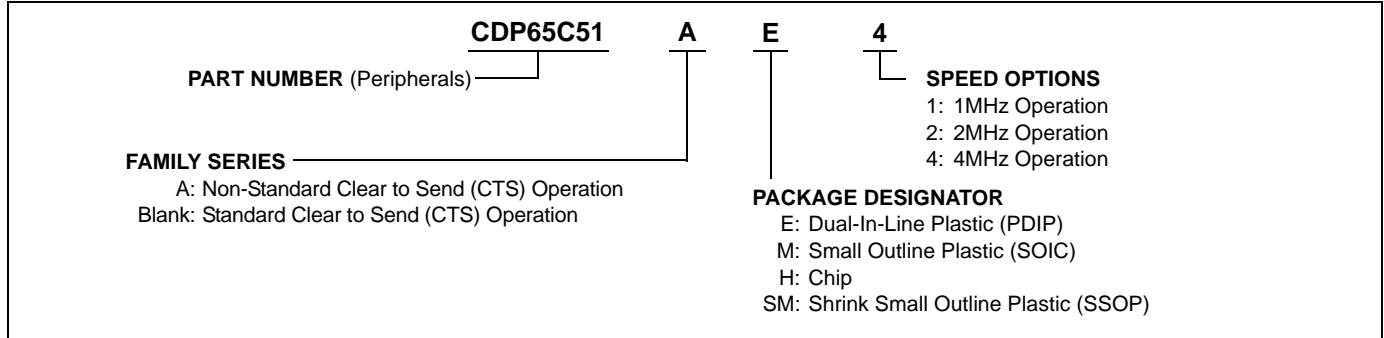 CDP65C51 A E 4
PART NUMBER (Peripherals)
SPEED OPTIONS
1: 1MHz Operation
2: 2MHz Operation
4: 4MHz Operation
FAMILY SERIES
A: Non-Standard Clear to Send (CTS) Operation
Blank: Standard Clear to Send (CTS) Operation
PACKAGE DESIGNATOR
E: Dual-In-Line Plastic (PDIP)
M: Small Outline Plastic (SOIC)
H: Chip
SM: Shrink Small Outline Plastic (SSOP)